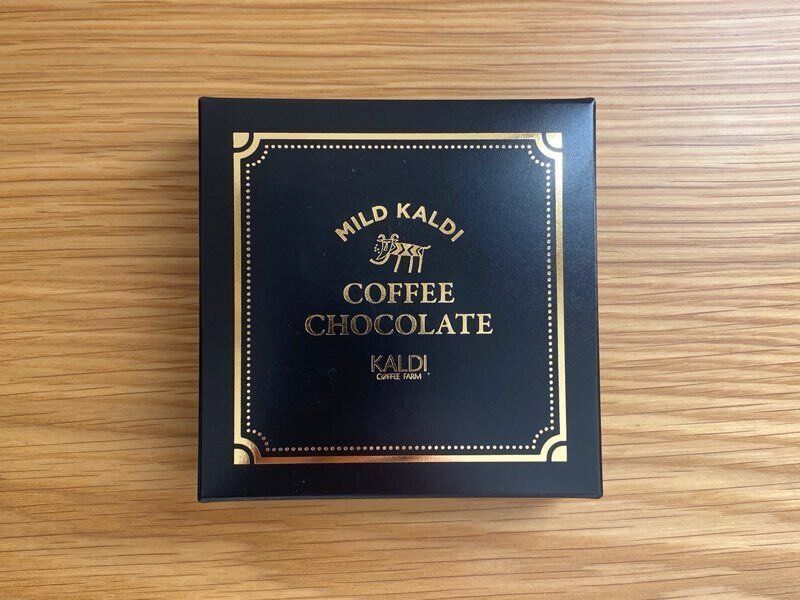 MILD KALDI
COFFEE
CHOCOLATE
KALDI
COFFEE FARM